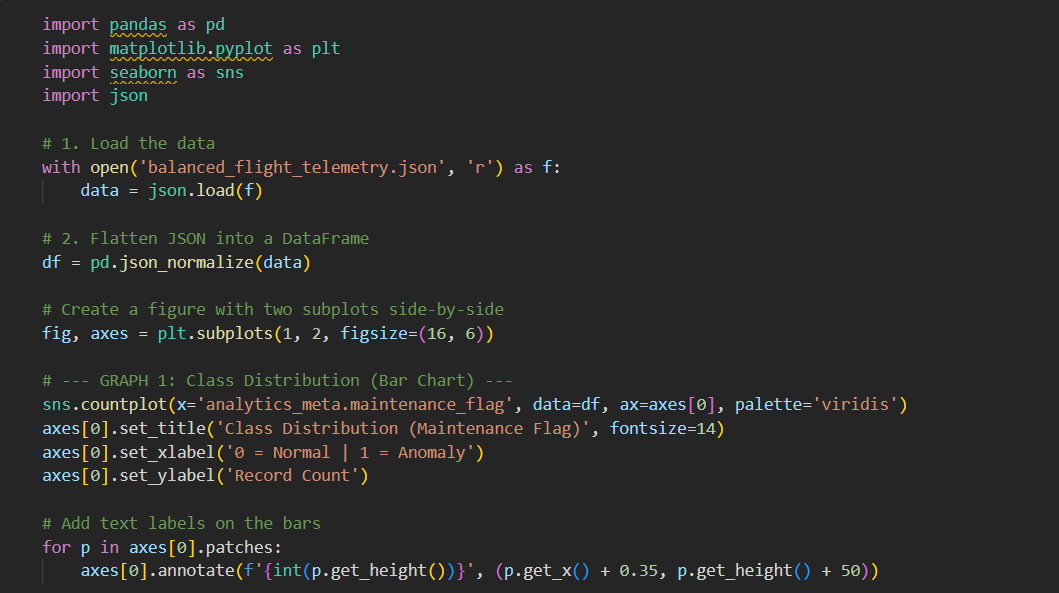 import pandas as pd
import matplotlib.pyplot as plt
import seaborn as sns
import json

# 1. Load the data
with open('balanced_flight_telemetry.json', 'r') as f:
    data = json.load(f)

# 2. Flatten JSON into a DataFrame
df = pd.json_normalize(data)

# Create a figure with two subplots side-by-side
fig, axes = plt.subplots(1, 2, figsize=(16, 6))

# --- GRAPH 1: Class Distribution (Bar Chart) ---
sns.countplot(x='analytics_meta.maintenance_flag', data=df, ax=axes[0], palette='viridis')
axes[0].set_title('Class Distribution (Maintenance Flag)', fontsize=14)
axes[0].set_xlabel('0 = Normal | 1 = Anomaly')
axes[0].set_ylabel('Record Count')

# Add text labels on the bars
for p in axes[0].patches:
    axes[0].annotate(f'{int(p.get_height())}', (p.get_x() + 0.35, p.get_height() + 50))